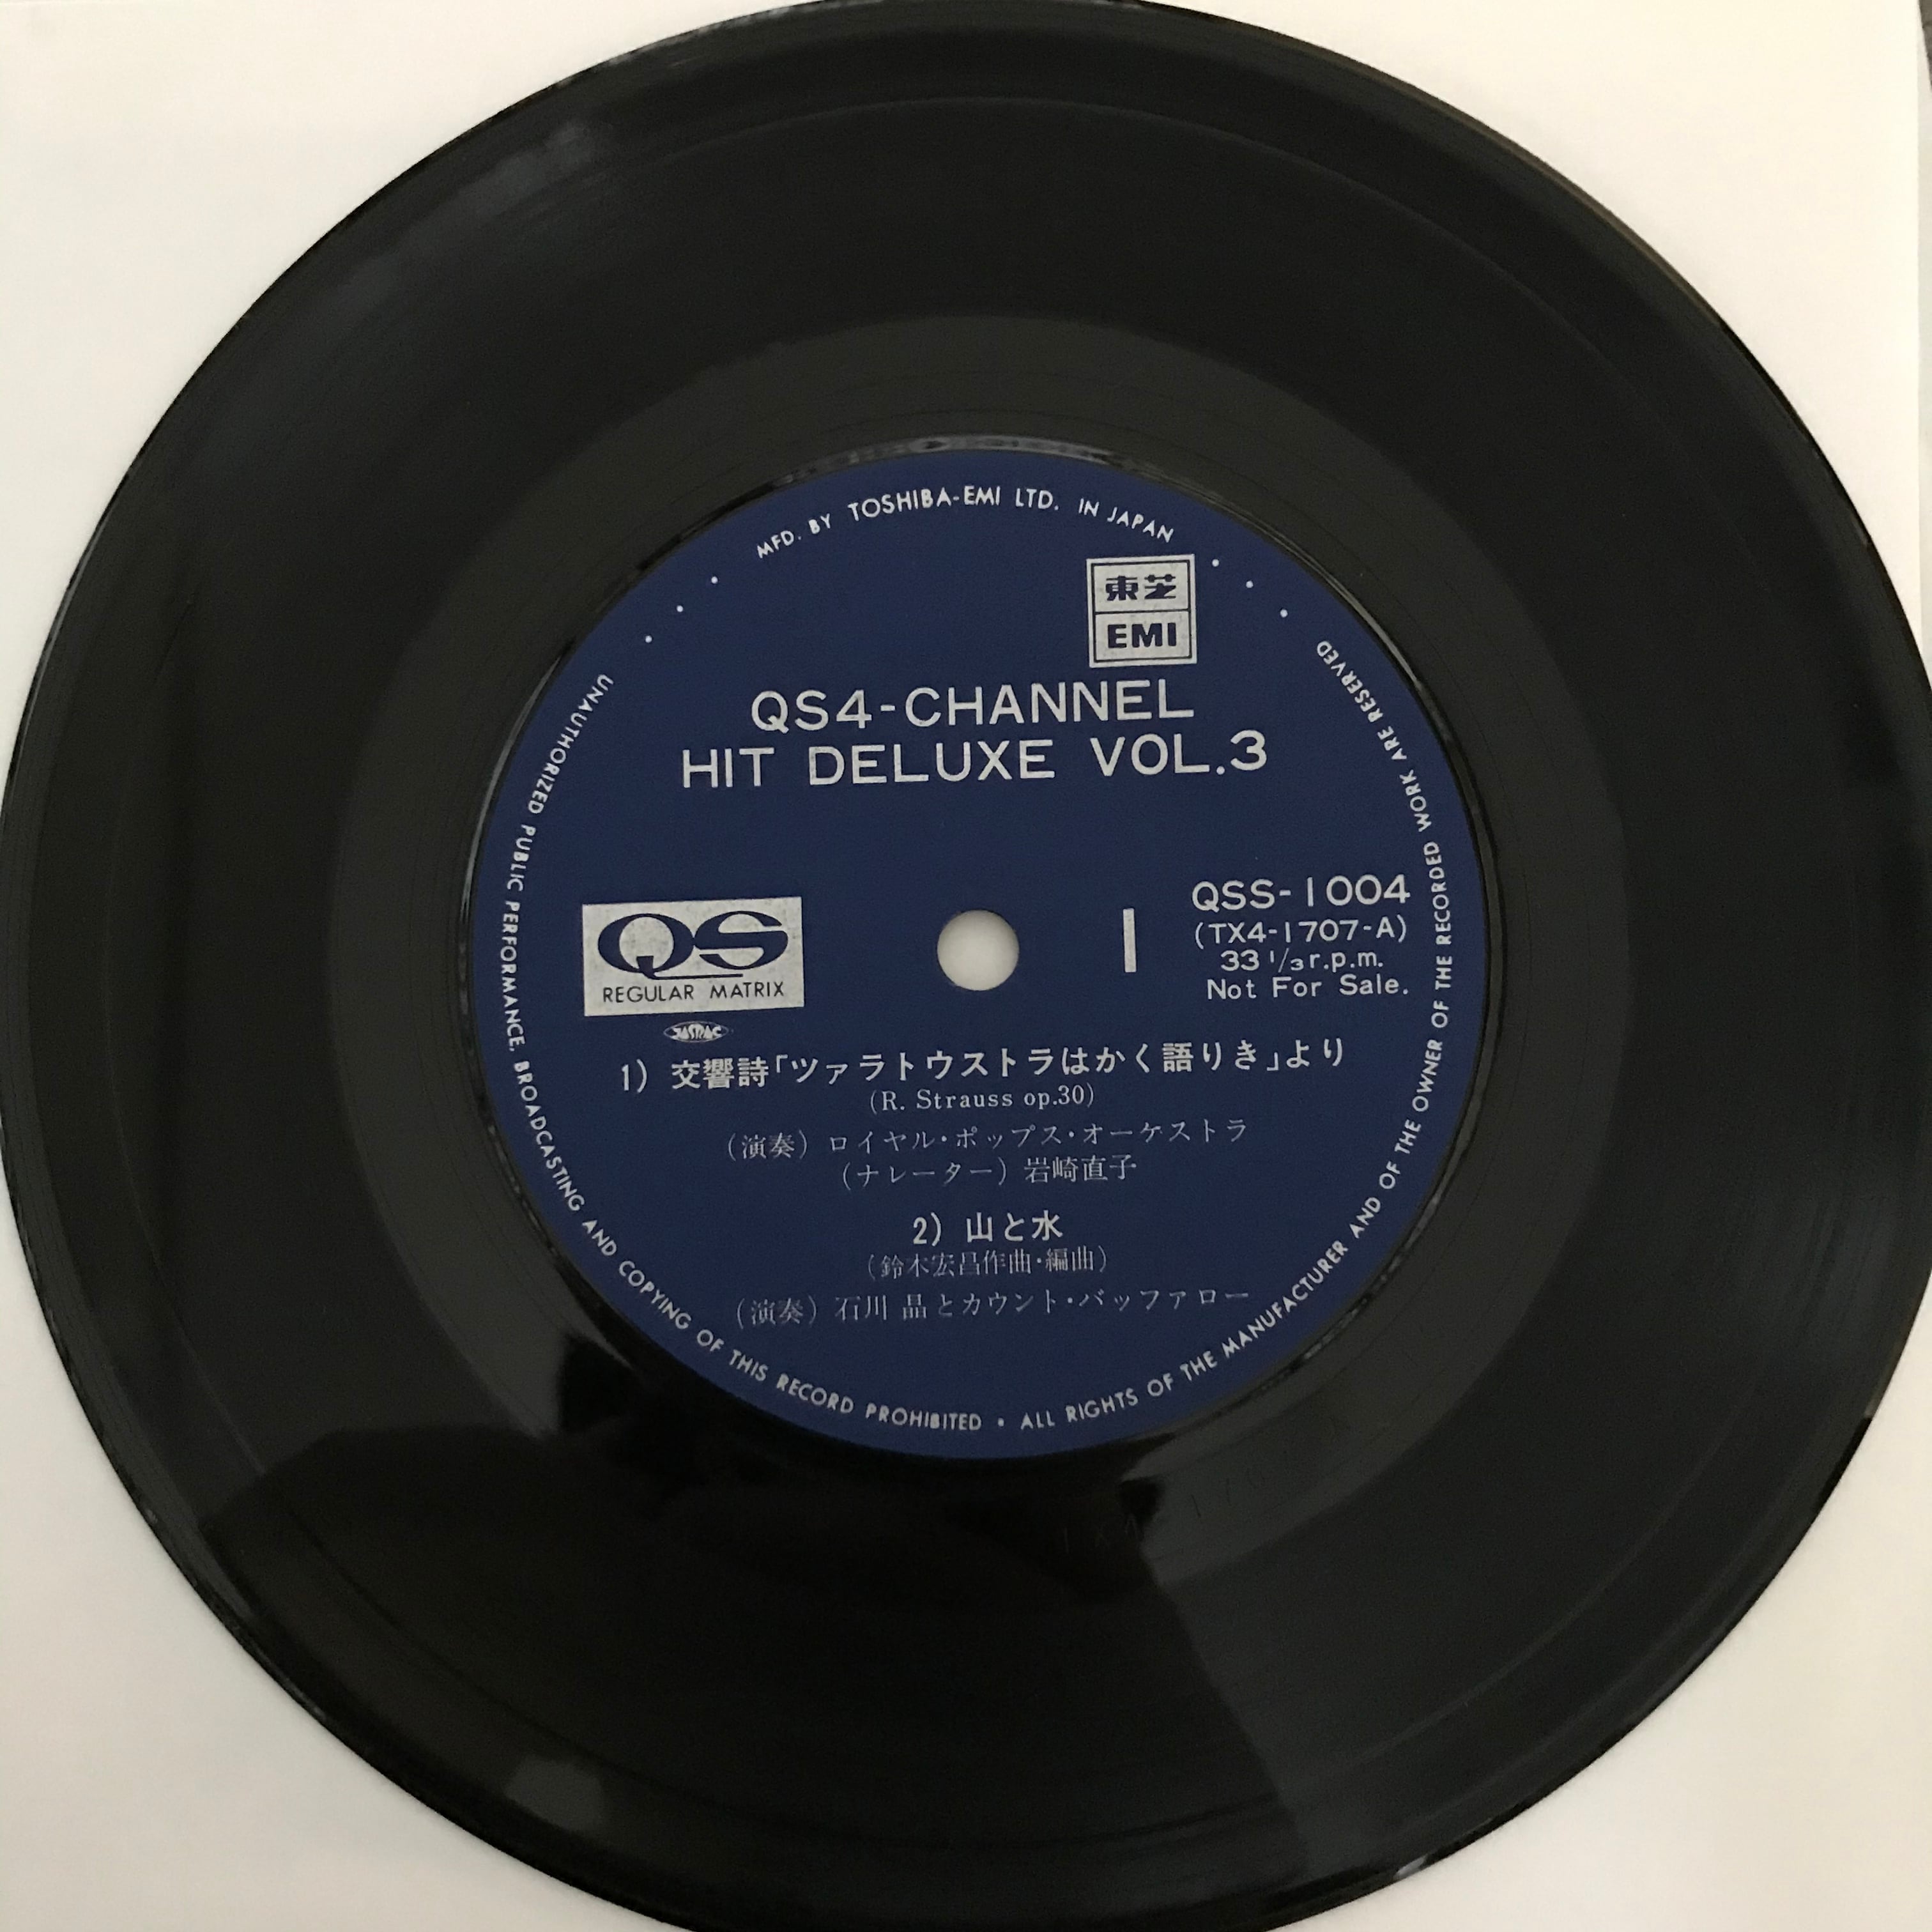 MFD. BY TOSHIBA-EMI LTD. IN JAPAN
東芝
EMI
QS4-CHANNEL
HIT DELUXE VOL.3
QS
REGULAR MATRIX
JASRAC
I
QSS-1004
(TX4-1707-A)
33 1/3 r.p.m.
Not For Sale.
1) 交響詩「ツァラトウストラはかく語りき」より
(R. Strauss op.30)
(演奏) ロイヤル・ポップス・オーケストラ
(ナレーター) 岩崎直子
2) 山と水
(鈴木宏昌作曲・編曲)
(演奏) 石川 晶とカウント・バッファロー
UNAUTHORIZED PUBLIC PERFORMANCE, BROADCASTING AND COPYING OF THIS RECORD PROHIBITED • ALL RIGHTS OF THE MANUFACTURER AND OF THE OWNER OF THE RECORDED WORK ARE RESERVED